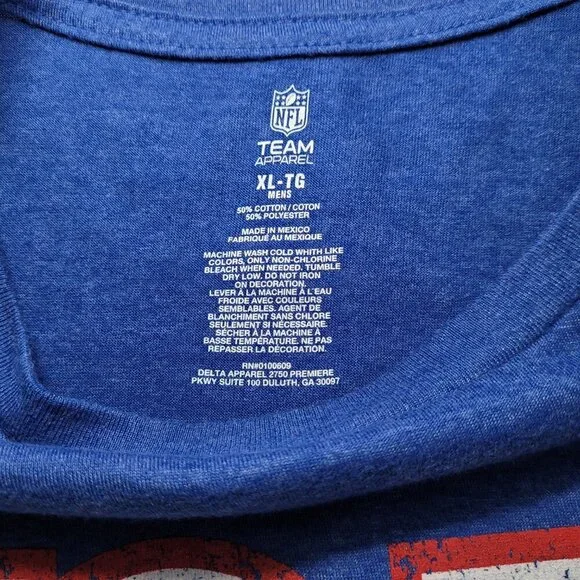 NFL
TEAM
APPAREL
XL-TG
MENS
50% COTTON / COTON
50% POLYESTER
MADE IN MEXICO
FABRIQUÉ AU MEXIQUE
MACHINE WASH COLD WHITH LIKE
COLORS, ONLY NON-CHLORINE
BLEACH WHEN NEEDED. TUMBLE
DRY LOW. DO NOT IRON
ON DECORATION.
LEVER À LA MACHINE À L'EAU
FROIDE AVEC COULEURS
SEMBLABLES. AGENT DE
BLANCHIMENT SANS CHLORE
SEULEMENT SI NÉCESSAIRE.
SÉCHER À LA MACHINE À
BASSE TEMPÉRATURE. NE PAS
REPASSER LA DÉCORATION.
RN#0100609
DELTA APPAREL 2750 PREMIERE
PKWY SUITE 100 DULUTH, GA 30097